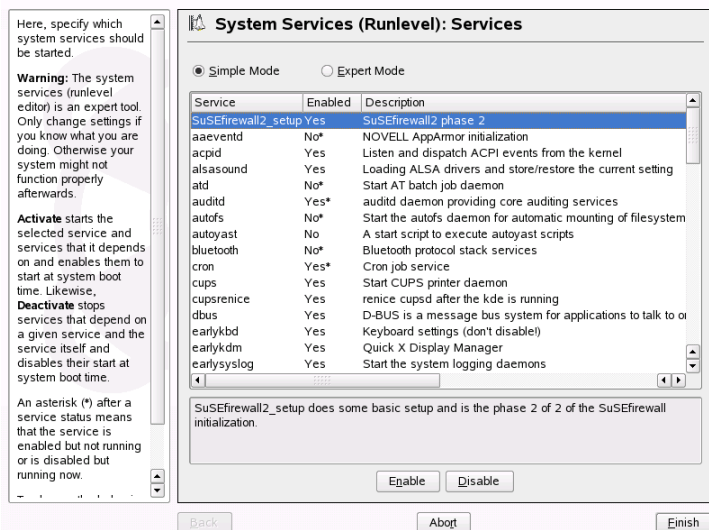 Here, specify which
system services should
be started.
Warning: The system
services (runlevel
editor) is an expert tool.
Only change settings if
you know what you are
doing. Otherwise your
system might not
function properly
afterwards.
Activate starts the
selected service and
services that it depends
on and enables them to
start at system boot
time. Likewise,
Deactivate stops
services that depend on
a given service and the
service itself and
disables their start at
system boot time.
An asterisk (*) after a
service status means
that the service is
enabled but not running
or is disabled but
running now.
System Services (Runlevel): Services
Simple Mode Expert Mode
Service Enabled Description
SuSEfirewall2_setup Yes SuSEfirewall2 phase 2
aaeventd No* NOVELL AppArmor initialization
acpid Yes Listen and dispatch ACPI events from the kernel
alsasound Yes Loading ALSA drivers and store/restore the current setting
atd No* Start AT batch job daemon
auditd Yes* auditd daemon providing core auditing services
autofs No* Start the autofs daemon for automatic mounting of filesystem
autoyast No A start script to execute autoyast scripts
bluetooth No* Bluetooth protocol stack services
cron Yes* Cron job service
cups Yes Start CUPS printer daemon
cupsrenice Yes renice cupsd after the kde is running
dbus Yes D-BUS is a message bus system for applications to talk to
earlykbd Yes Keyboard settings (don't disable!)
earlykdm Yes Quick X Display Manager
earlysyslog Yes Start the system logging daemons
SuSEfirewall2_setup does some basic setup and is the phase 2 of 2 of the SuSEfirewall
initialization.
Enable Disable
Back Abort Finish